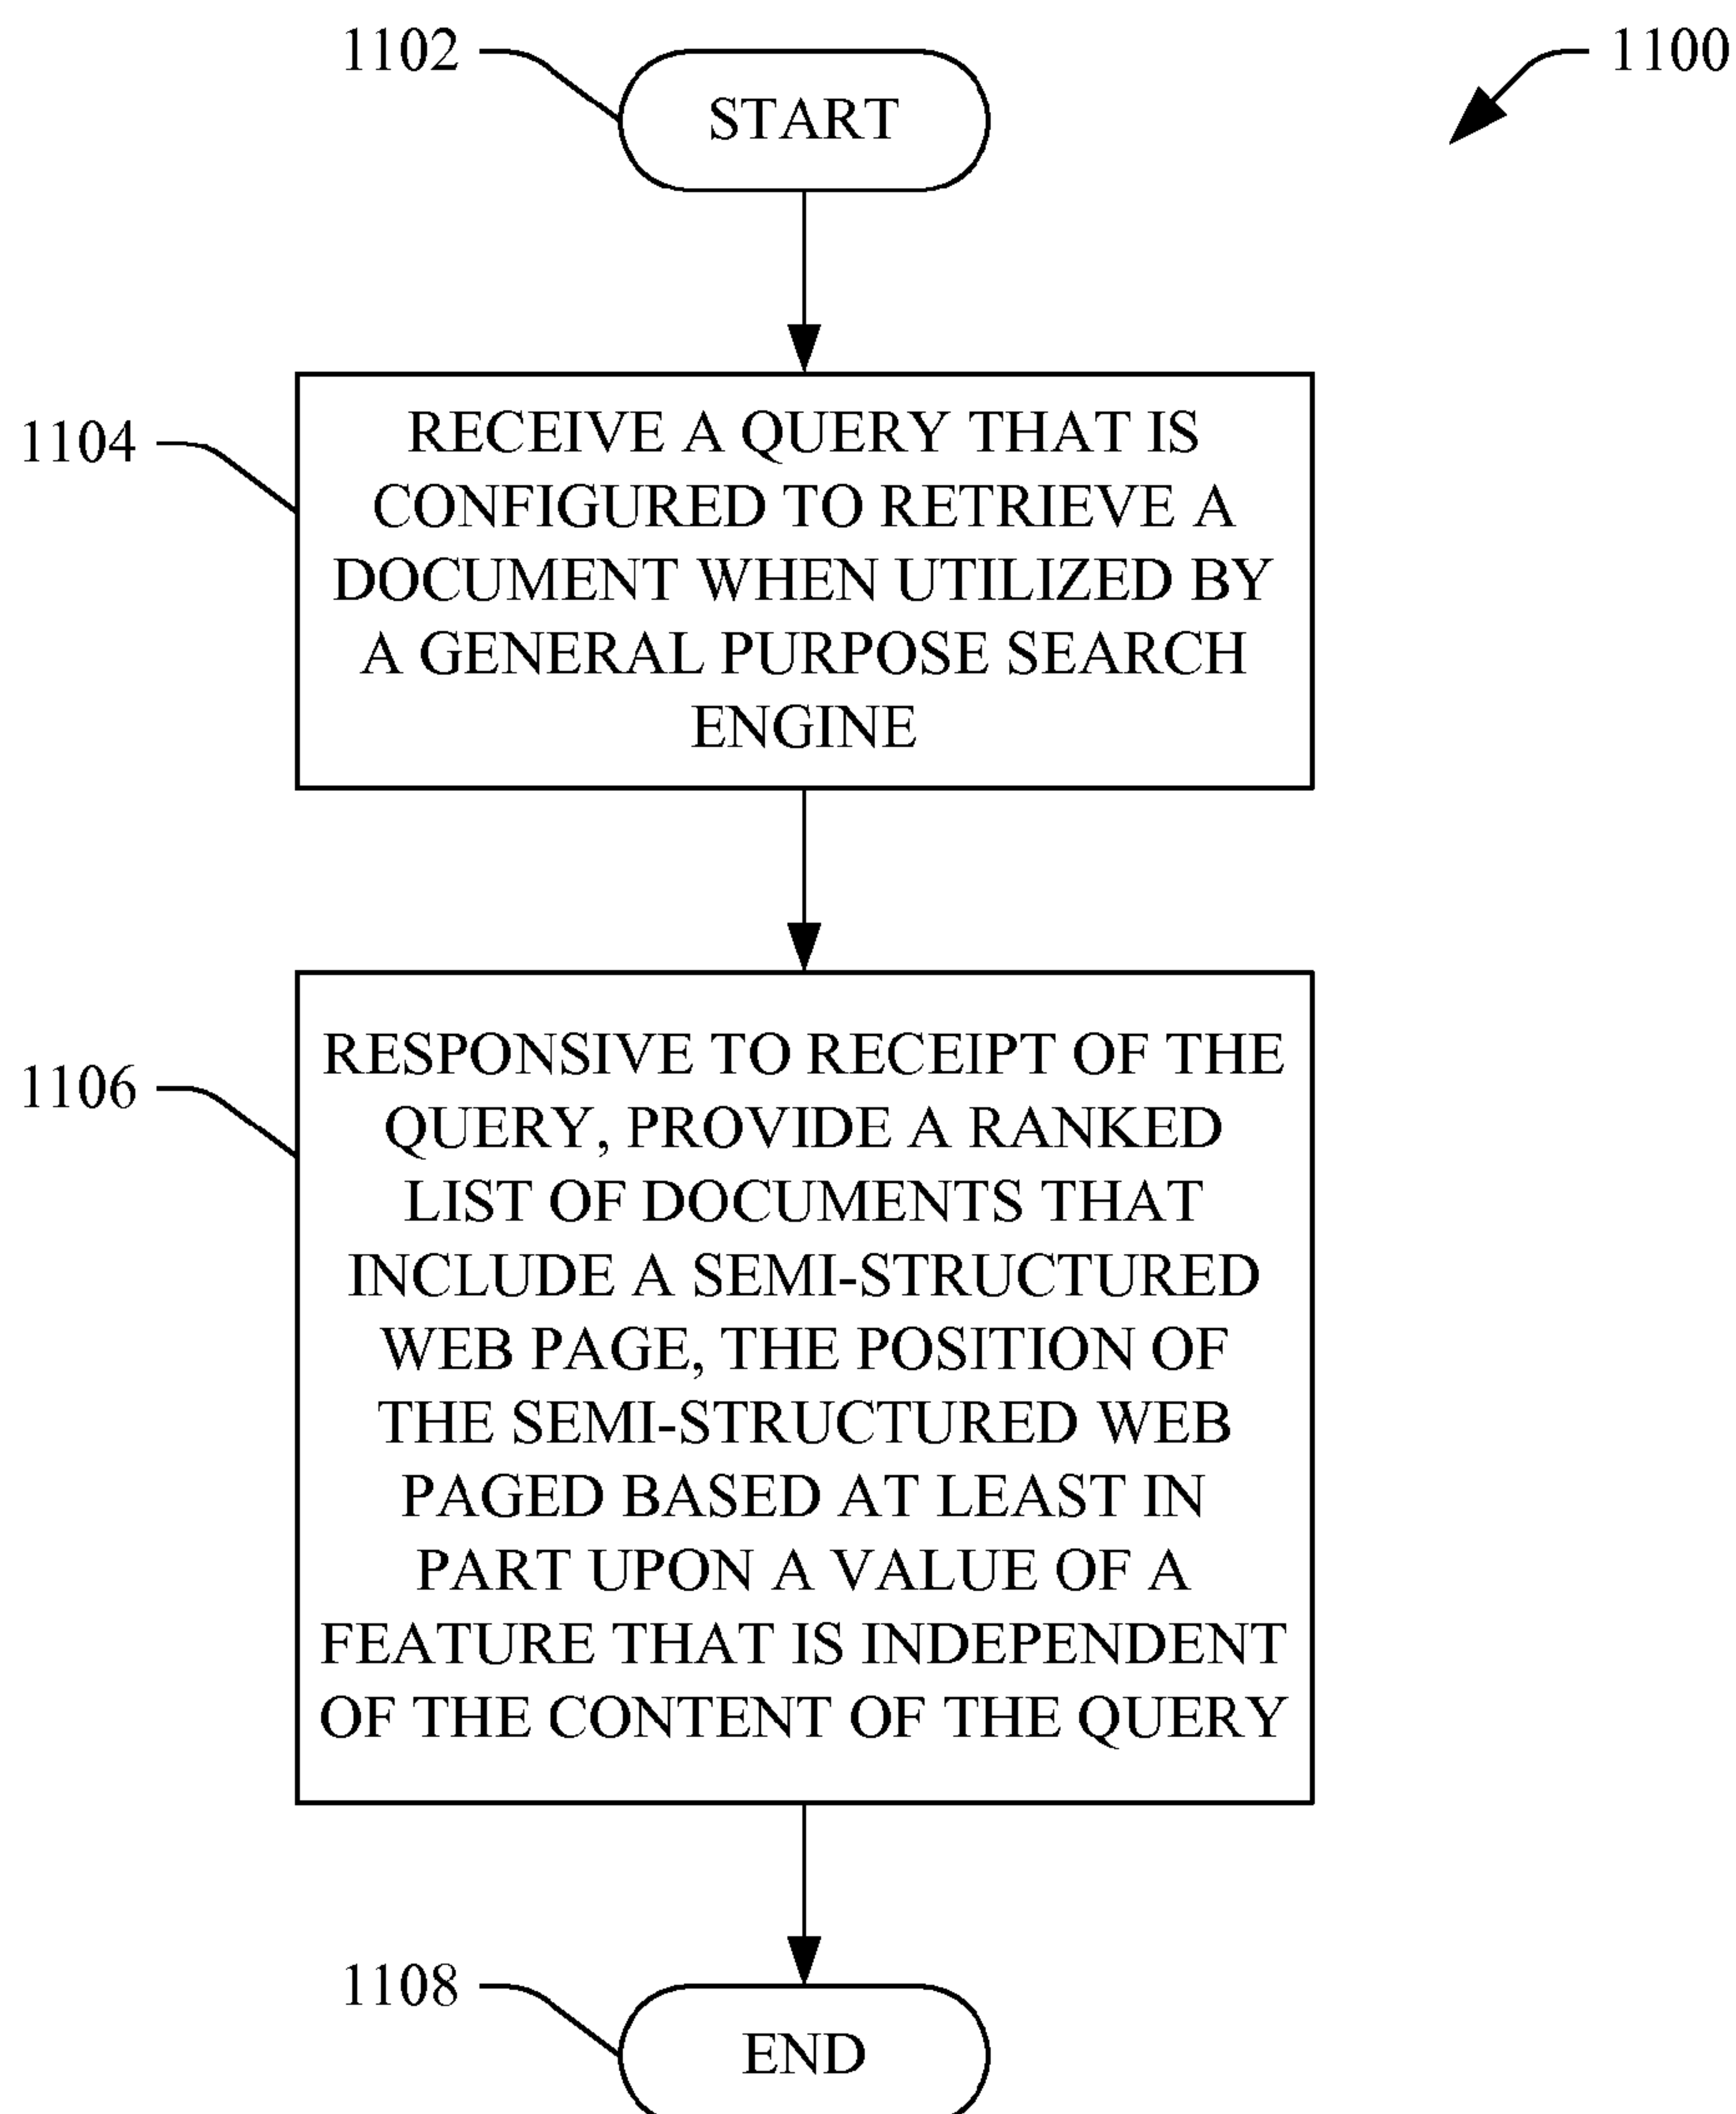 1102
START
1100
1104
RECEIVE A QUERY THAT IS
CONFIGURED TO RETRIEVE A
DOCUMENT WHEN UTILIZED BY
A GENERAL PURPOSE SEARCH
ENGINE
1106
RESPONSIVE TO RECEIPT OF THE
QUERY, PROVIDE A RANKED
LIST OF DOCUMENTS THAT
INCLUDE A SEMI-STRUCTURED
WEB PAGE, THE POSITION OF
THE SEMI-STRUCTURED WEB
PAGED BASED AT LEAST IN
PART UPON A VALUE OF A
FEATURE THAT IS INDEPENDENT
OF THE CONTENT OF THE QUERY
1108
END